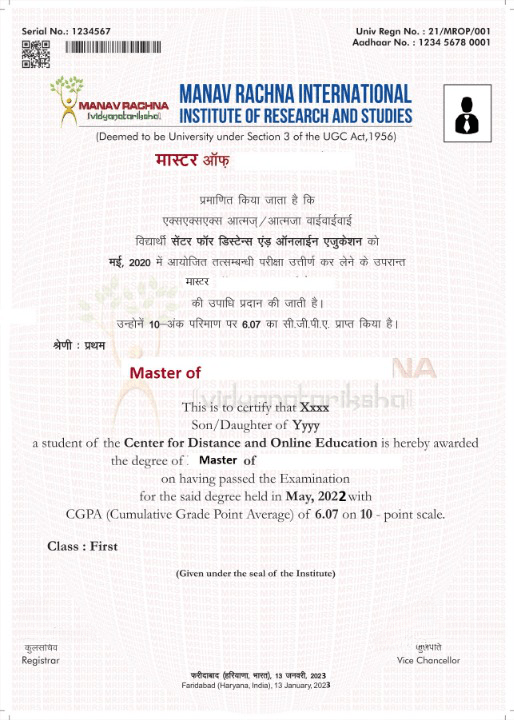 Serial No.: 1234567
Univ Regn No. : 21/MROP/001
Aadhaar No. : 1234 5678 0001
MANAV RACHNA
vidyanatariksha
MANAV RACHNA INTERNATIONAL
INSTITUTE OF RESEARCH AND STUDIES
(Deemed to be University under Section 3 of the UGC Act,1956)
मास्टर ऑफ़
प्रमाणित किया जाता है कि
एक्सएक्सएक्स आत्मज/आत्मजा वाईवाईवाई
विद्यार्थी सेंटर फॉर डिस्टेन्स एंड ऑनलाईन एजुकेशन को
मई, 2020 में आयोजित तत्सम्बन्धी परीक्षा उत्तीर्ण कर लेने के उपरान्त
मास्टर
की उपाधि प्रदान की जाती है।
उन्होनें 10–अंक परिमाण पर 6.07 का सी.जी.पी.ए. प्राप्त किया है।
श्रेणी : प्रथम
NA
Master of
vidyanatariksha
This is to certify that Xxxx
Son/Daughter of Yyyy
a student of the Center for Distance and Online Education is hereby awarded
the degree of Master of
on having passed the Examination
for the said degree held in May, 2022 with
CGPA (Cumulative Grade Point Average) of 6.07 on 10 - point scale.
Class : First
(Given under the seal of the Institute)
कुलसचिव
Registrar
कुलपति
Vice Chancellor
फरीदाबाद (हरियाणा, भारत), 13 जनवरी, 2023
Faridabad (Haryana, India), 13 January, 2023